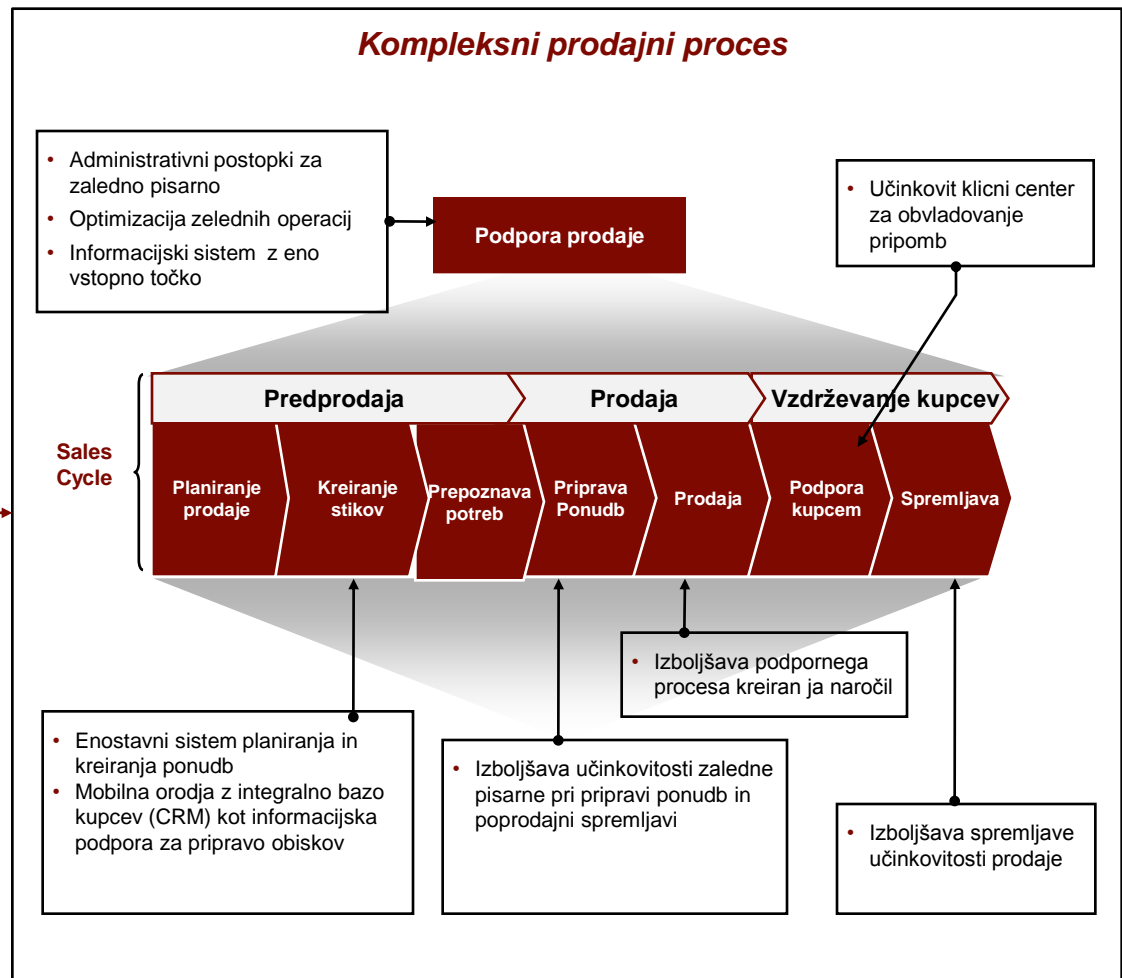 Kompleksni prodajni proces
• Administrativni postopki za
zaledno pisarno
• Optimizacija zelednih operacij
• Informacijski sistem z eno
vstopno točko
Podpora prodaje
• Učinkovit klicni center
za obvladovanje
pripomb
Predprodaja
Prodaja
Vzdrževanje kupcev
Sales
Cycle
Planiranje
prodaje
Kreiranje
stikov
Prepoznava
potreb
Priprava
Ponudb
Prodaja
Podpora
kupcem
Spremljava
• Izboljšava podpornega
procesa kreiran ja naročil
• Enostavni sistem planiranja in
kreiranja ponudb
• Mobilna orodja z integralno bazo
kupcev (CRM) kot informacijska
podpora za pripravo obiskov
• Izboljšava učinkovitosti zaledne
pisarne pri pripravi ponudb in
poprodajni spremljavi
• Izboljšava spremljave
učinkovitosti prodaje